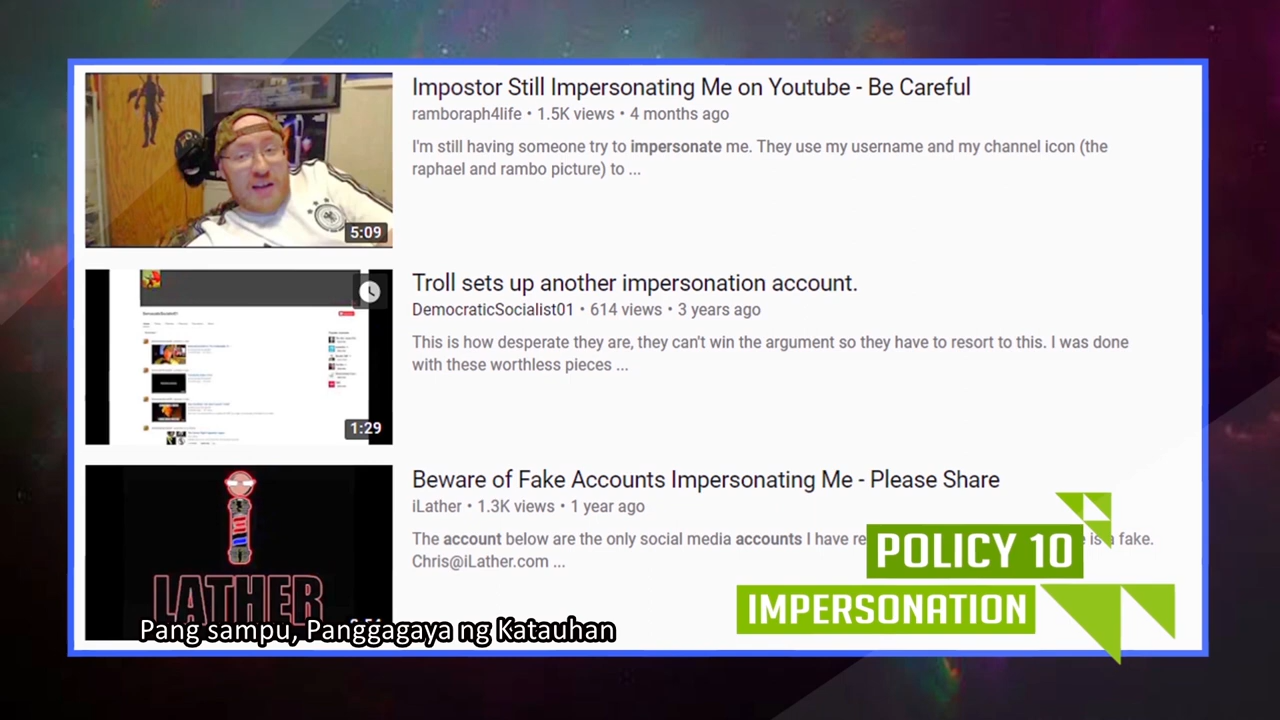 Impostor Still Impersonating Me on Youtube - Be Careful
ramboraph4life • 1.5K views • 4 months ago
I'm still having someone try to impersonate me. They use my username and my channel icon (the
raphael and rambo picture) to ...
5:09
Troll sets up another impersonation account.
DemocraticSocialist01 • 614 views • 3 years ago
This is how desperate they are, they can't win the argument so they have to resort to this. I was done
with these worthless pieces ...
1:29
Beware of Fake Accounts Impersonating Me - Please Share
iLather • 1.3K views • 1 year ago
The account below are the only social media accounts I have re
is a fake.
Chris@iLather.com ...
LATHER
POLICY 10
IMPERSONATION
Pang sampu, Panggagaya ng Katauhan